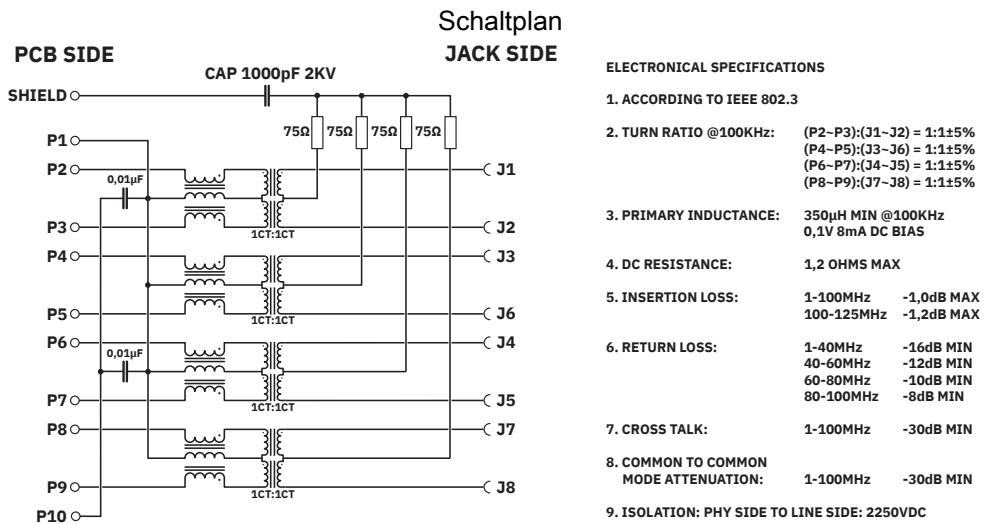 Schaltplan
PCB SIDE
JACK SIDE
CAP 1000pF 2KV
SHIELD
75Ω 75Ω 75Ω 75Ω
P1
P2
J1
0,01µF
P3
J2
1CT:1CT
P4
J3
P5
J6
1CT:1CT
P6
J4
0,01µF
P7
J5
1CT:1CT
P8
J7
P9
J8
1CT:1CT
P10
ELECTRONICAL SPECIFICATIONS
1. ACCORDING TO IEEE 802.3
2. TURN RATIO @100KHz: (P2~P3):(J1~J2) = 1:1±5%
(P4~P5):(J3~J6) = 1:1±5%
(P6~P7):(J4~J5) = 1:1±5%
(P8~P9):(J7~J8) = 1:1±5%
3. PRIMARY INDUCTANCE: 350µH MIN @100KHz
0,1V 8mA DC BIAS
4. DC RESISTANCE: 1,2 OHMS MAX
5. INSERTION LOSS: 1-100MHz -1,0dB MAX
100-125MHz -1,2dB MAX
6. RETURN LOSS: 1-40MHz -16dB MIN
40-60MHz -12dB MIN
60-80MHz -10dB MIN
80-100MHz -8dB MIN
7. CROSS TALK: 1-100MHz -30dB MIN
8. COMMON TO COMMON
MODE ATTENUATION: 1-100MHz -30dB MIN
9. ISOLATION: PHY SIDE TO LINE SIDE: 2250VDC